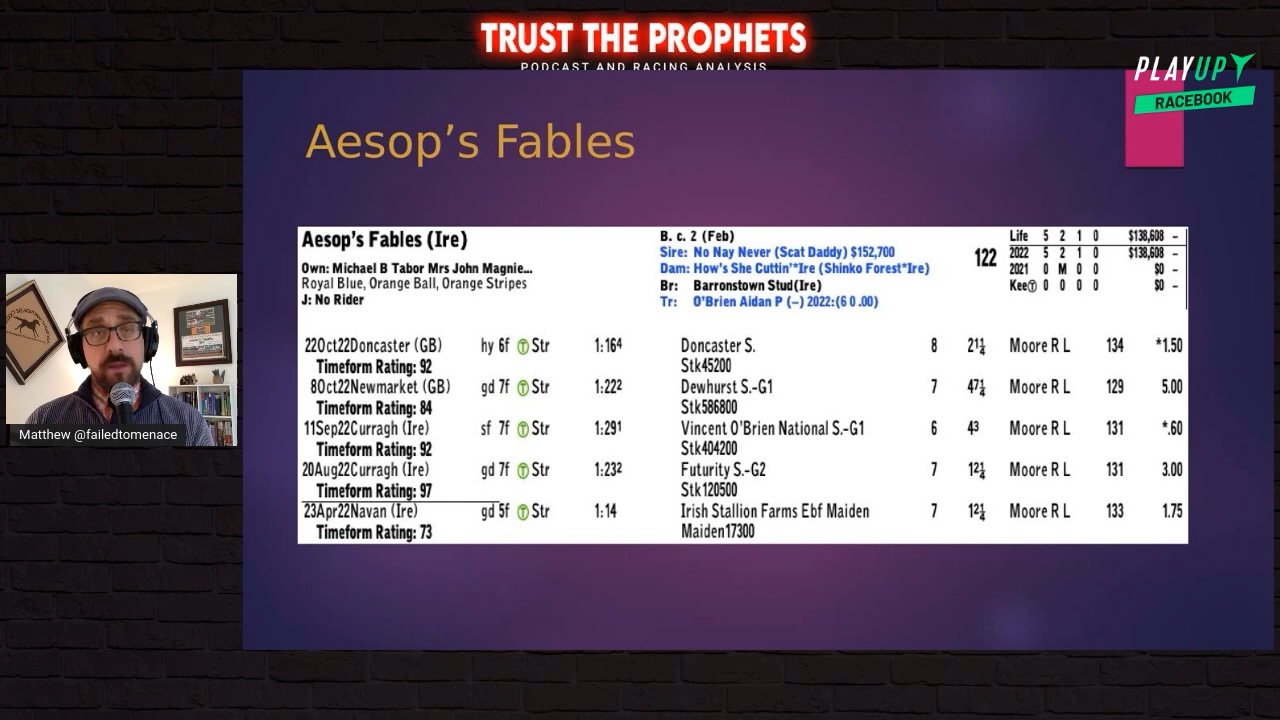 TRUST THE PROPHETS
PODCAST AND RACING ANALYSIS
PLAYUP
RACEBOOK
Aesop's Fables
Aesop's Fables (Ire)
Own: Michael B Tabor Mrs John Magnie...
Royal Blue, Orange Ball, Orange Stripes
J: No Rider
B. c. 2 (Feb)
Sire: No Nay Never (Scat Daddy) $152,700
Dam: How's She Cuttin'*Ire (Shinko Forest*Ire)
Br: Barronstown Stud(Ire)
Tr: O'Brien Aidan P (–) 2022:(6 0 .00)
122
Life 5 2 1 0 $138,608 –
2022 5 2 1 0 $138,608 –
2021 0 M 0 0 $0 –
KeeⓉ 0 0 0 0 $0 –
22Oct22Doncaster (GB) hy 6f Ⓣ Str 1:16⁴ Doncaster S. 8 2¹¼ Moore R L 134 *1.50
Timeform Rating: 92 Stk45200
8Oct22Newmarket (GB) gd 7f Ⓣ Str 1:22² Dewhurst S.-G1 7 4⁷¼ Moore R L 129 5.00
Timeform Rating: 84 Stk586800
11Sep22Curragh (Ire) sf 7f Ⓣ Str 1:29¹ Vincent O'Brien National S.-G1 6 4³ Moore R L 131 *.60
Timeform Rating: 92 Stk404200
20Aug22Curragh (Ire) gd 7f Ⓣ Str 1:23² Futurity S.-G2 7 1²¼ Moore R L 131 3.00
Timeform Rating: 97 Stk120500
23Apr22Navan (Ire) gd 5f Ⓣ Str 1:14 Irish Stallion Farms Ebf Maiden 7 1²¼ Moore R L 133 1.75
Timeform Rating: 73 Maiden17300
Matthew @failedtomenace